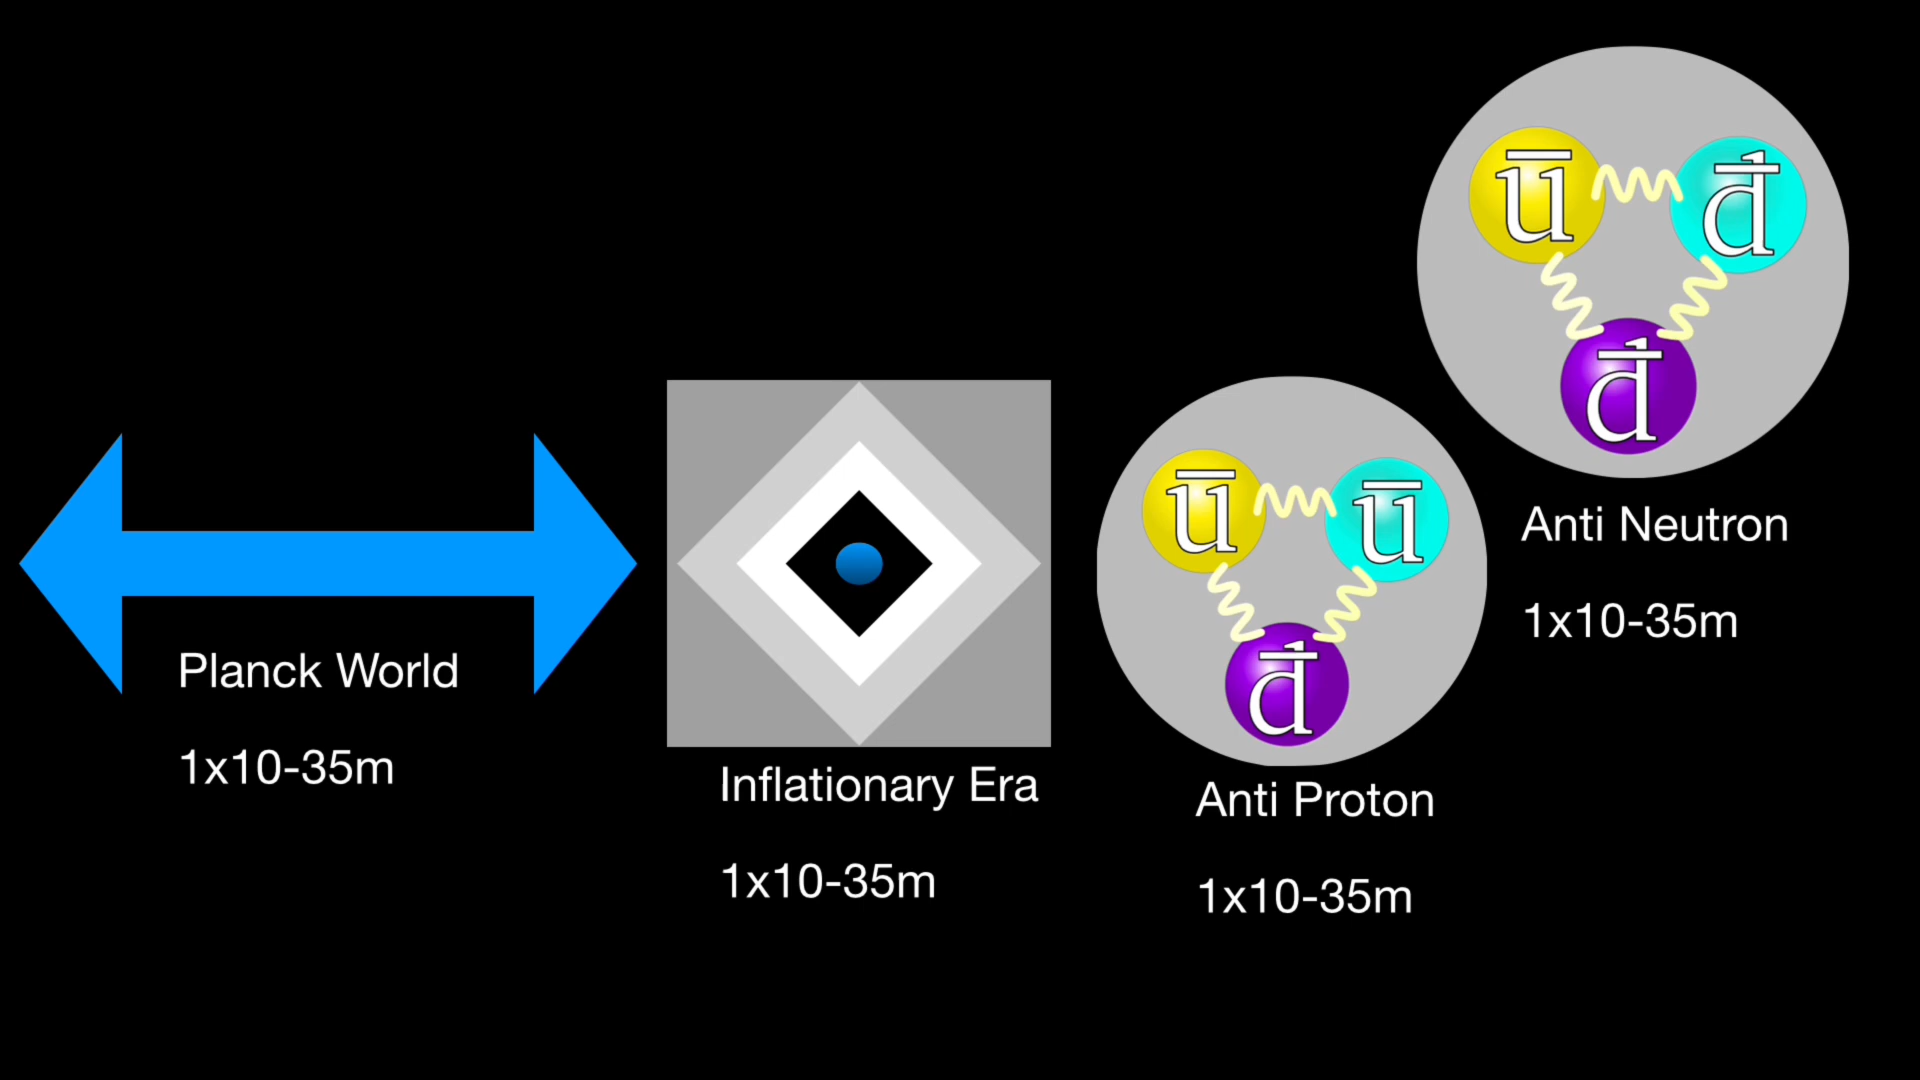 ū d̄
d̄
ū ū
d̄
Planck World
1x10-35m
Inflationary Era
1x10-35m
Anti Proton
1x10-35m
Anti Neutron
1x10-35m